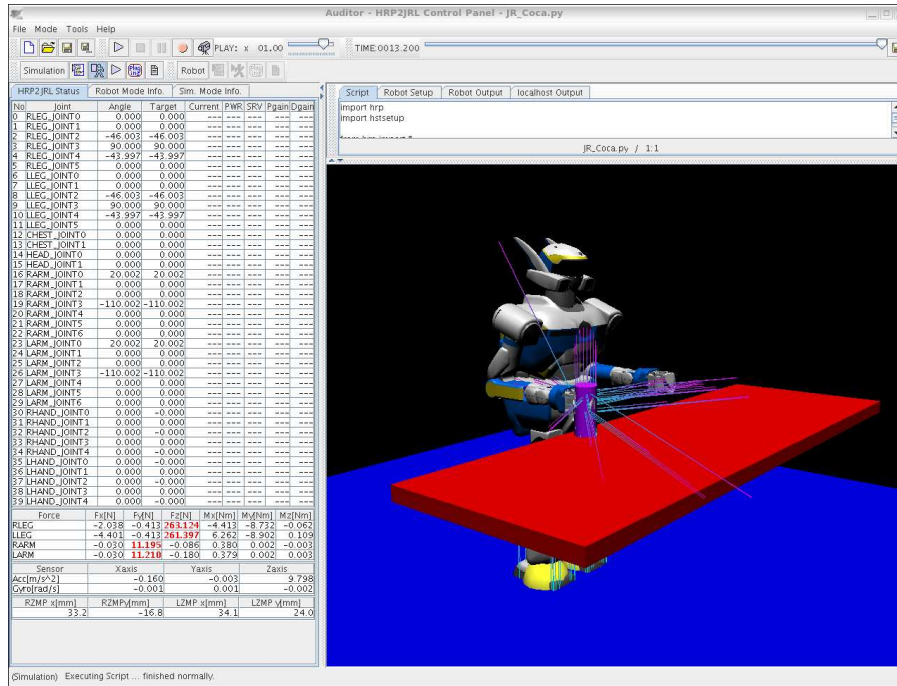 Auditor - HRP2JRL Control Panel - JR_Coca.py
File Mode Tools Help
PLAY: x 01.00 TIME:0013.200
Simulation Robot
HRP2JRL Status Robot Mode Info. Sim. Mode Info.
Script Robot Setup Robot Output localhost Output
import hrp
import hstsetup
from hrp import *
JR_Coca.py / 1:1
No Joint Angle Target Current PWR SRV Pgain Dgain
0 RLEG_JOINT0 0.000 0.000 --- --- --- --- ---
1 RLEG_JOINT1 0.000 0.000 --- --- --- --- ---
2 RLEG_JOINT2 -46.003 -46.003 --- --- --- --- ---
3 RLEG_JOINT3 90.000 90.000 --- --- --- --- ---
4 RLEG_JOINT4 -43.997 -43.997 --- --- --- --- ---
5 RLEG_JOINT5 0.000 0.000 --- --- --- --- ---
6 LLEG_JOINT0 0.000 0.000 --- --- --- --- ---
7 LLEG_JOINT1 0.000 0.000 --- --- --- --- ---
8 LLEG_JOINT2 -46.003 -46.003 --- --- --- --- ---
9 LLEG_JOINT3 90.000 90.000 --- --- --- --- ---
10 LLEG_JOINT4 -43.997 -43.997 --- --- --- --- ---
11 LLEG_JOINT5 0.000 0.000 --- --- --- --- ---
12 CHEST_JOINT0 0.000 0.000 --- --- --- --- ---
13 CHEST_JOINT1 0.000 0.000 --- --- --- --- ---
14 HEAD_JOINT0 0.000 0.000 --- --- --- --- ---
15 HEAD_JOINT1 0.000 0.000 --- --- --- --- ---
16 RARM_JOINT0 20.002 20.002 --- --- --- --- ---
17 RARM_JOINT1 0.000 0.000 --- --- --- --- ---
18 RARM_JOINT2 0.000 0.000 --- --- --- --- ---
19 RARM_JOINT3 -110.002 -110.002 --- --- --- --- ---
20 RARM_JOINT4 0.000 0.000 --- --- --- --- ---
21 RARM_JOINT5 0.000 0.000 --- --- --- --- ---
22 RARM_JOINT6 0.000 0.000 --- --- --- --- ---
23 LARM_JOINT0 20.002 20.002 --- --- --- --- ---
24 LARM_JOINT1 0.000 0.000 --- --- --- --- ---
25 LARM_JOINT2 0.000 0.000 --- --- --- --- ---
26 LARM_JOINT3 -110.002 -110.002 --- --- --- --- ---
27 LARM_JOINT4 0.000 0.000 --- --- --- --- ---
28 LARM_JOINT5 0.000 0.000 --- --- --- --- ---
29 LARM_JOINT6 0.000 0.000 --- --- --- --- ---
30 RHAND_JOINT0 0.000 -0.000 --- --- --- --- ---
31 RHAND_JOINT1 0.000 0.000 --- --- --- --- ---
32 RHAND_JOINT2 0.000 -0.000 --- --- --- --- ---
33 RHAND_JOINT3 0.000 0.000 --- --- --- --- ---
34 RHAND_JOINT4 0.000 -0.000 --- --- --- --- ---
35 LHAND_JOINT0 0.000 -0.000 --- --- --- --- ---
36 LHAND_JOINT1 0.000 0.000 --- --- --- --- ---
37 LHAND_JOINT2 0.000 -0.000 --- --- --- --- ---
38 LHAND_JOINT3 0.000 0.000 --- --- --- --- ---
39 LHAND_JOINT4 0.000 -0.000 --- --- --- --- ---
Force Fx[N] Fy[N] Fz[N] Mx[Nm] My[Nm] Mz[Nm]
RLEG -2.038 -0.413 263.124 -4.413 -8.732 -0.062
LLEG -4.401 -0.413 261.397 6.262 -8.902 0.109
RARM -0.030 11.195 -0.086 0.380 0.002 -0.003
LARM -0.030 11.210 -0.180 0.379 0.002 -0.003
Sensor Xaxis Yaxis Zaxis
Acc[m/s^2] -0.160 -0.003 9.798
Gyro[rad/s] -0.001 0.001 -0.002
RZMP x[mm] RZMPy[mm] LZMP x[mm] LZMP y[mm]
33.2 -16.8 34.1 24.0
(Simulation) Executing Script ... finished normally.